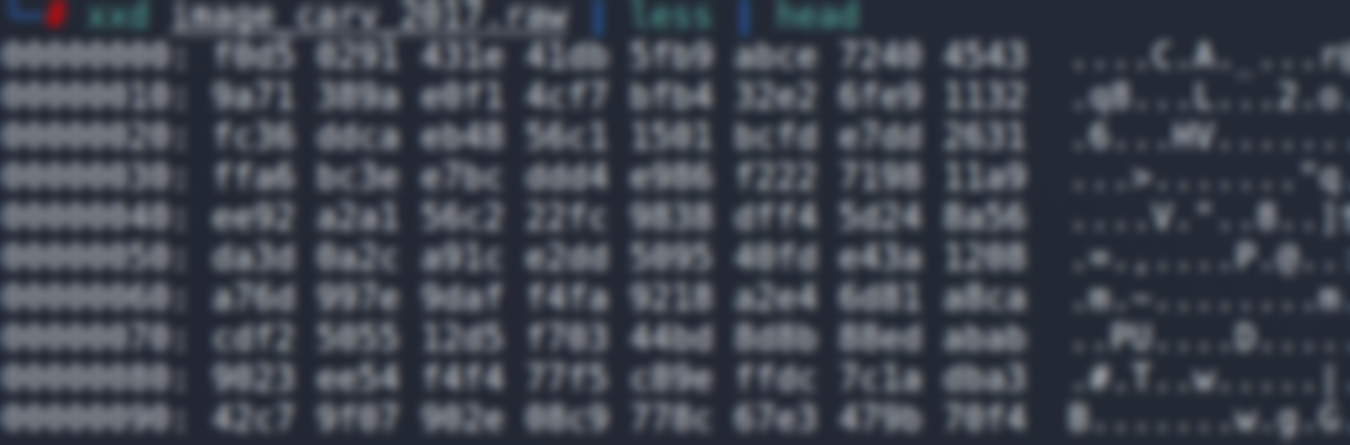 └─# xxd image_carv_2017.raw | less | head
00000000: f0d5 0291 431e 41db 5fb9 abce 7240 4543 ....C.A._...r@
00000010: 9a71 389a e0f1 4cf7 bfb4 32e2 6fe9 1132 .q8...L...2.o.
00000020: fc36 ddca eb48 56c1 1501 bcfd e7dd 2631 .6...HV.......
00000030: ffa6 bc3e e7bc ddd4 e986 f222 7198 11a9 ...>......."q.
00000040: ee92 a2a1 56c2 22fc 9838 dff4 5d24 8a56 ....V."..8..]$
00000050: da3d 0a2c a91c e2dd 5095 40fd e43a 1208 .=.,....P.@..:
00000060: a76d 997e 9daf f4fa 9218 a2e4 6d81 a8ca .m.~........m.
00000070: cdf2 5055 12d5 f703 44bd 8d8b 88ed abab ..PU....D.....
00000080: 9023 ee54 f4f4 77f5 c89e ffdc 7c1a dba3 .#.T..w.....|.
00000090: 42c7 9f07 902e 08c9 778c 67e3 479b 70f4 B.......w.g.G.